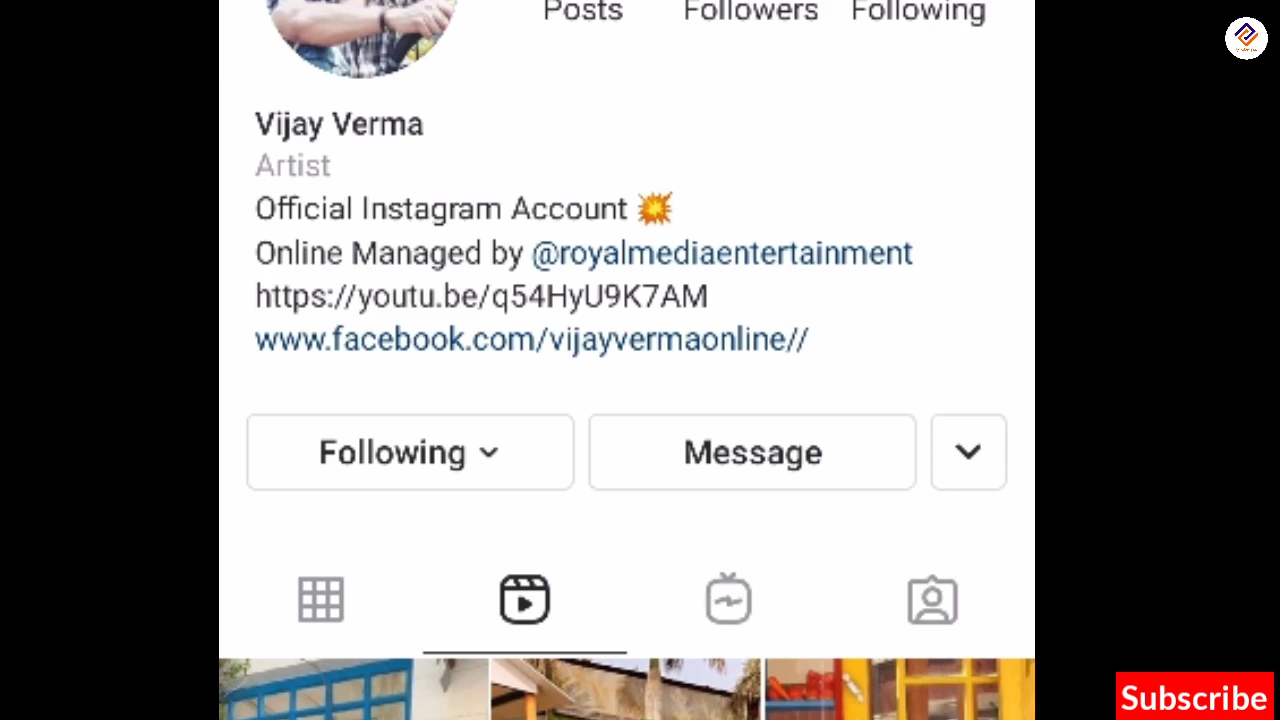 Posts Followers Following
Vijay Verma
Artist
Official Instagram Account 💥
Online Managed by @royalmediaentertainment
https://youtu.be/q54HyU9K7AM
www.facebook.com/vijayvermaonline//
Following Message
Subscribe